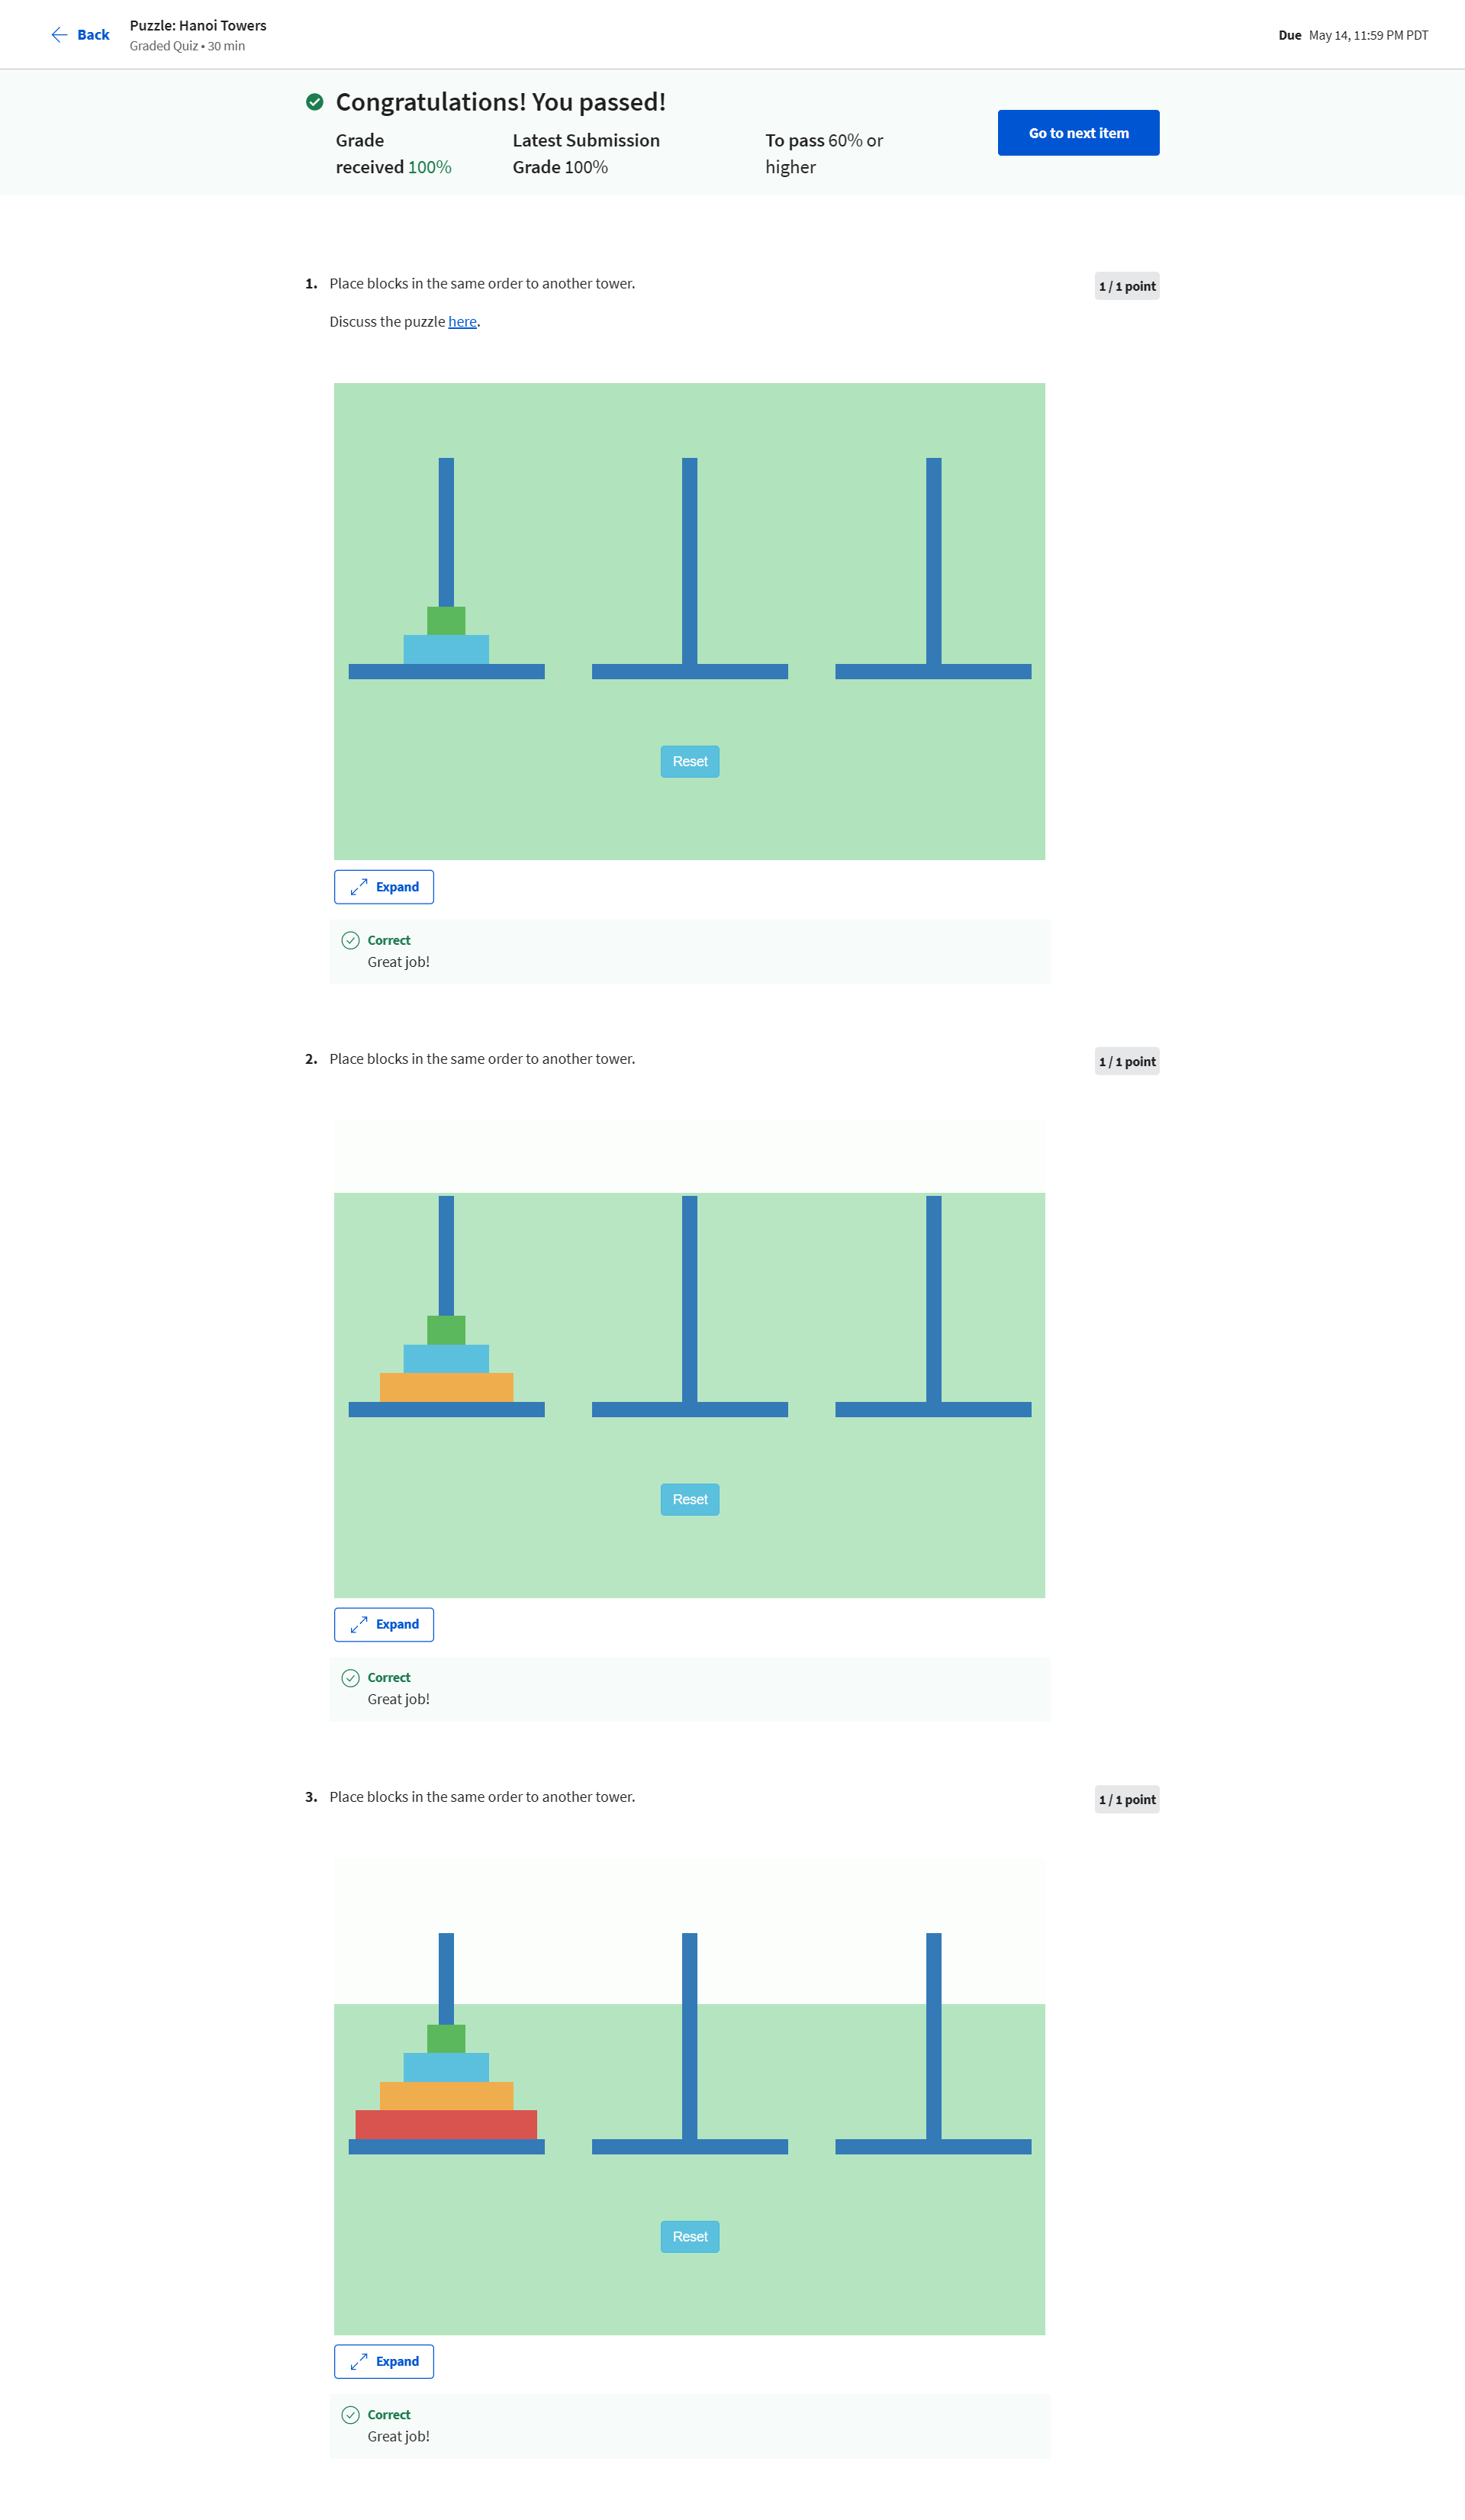 Back
Puzzle: Hanoi Towers
Graded Quiz • 30 min
Due May 14, 11:59 PM PDT
Congratulations! You passed!
Grade received 100%
Latest Submission Grade 100%
To pass 60% or higher
Go to next item
1. Place blocks in the same order to another tower.
1 / 1 point
Discuss the puzzle here.
Reset
Expand
Correct
Great job!
2. Place blocks in the same order to another tower.
1 / 1 point
Reset
Expand
Correct
Great job!
3. Place blocks in the same order to another tower.
1 / 1 point
Reset
Expand
Correct
Great job!